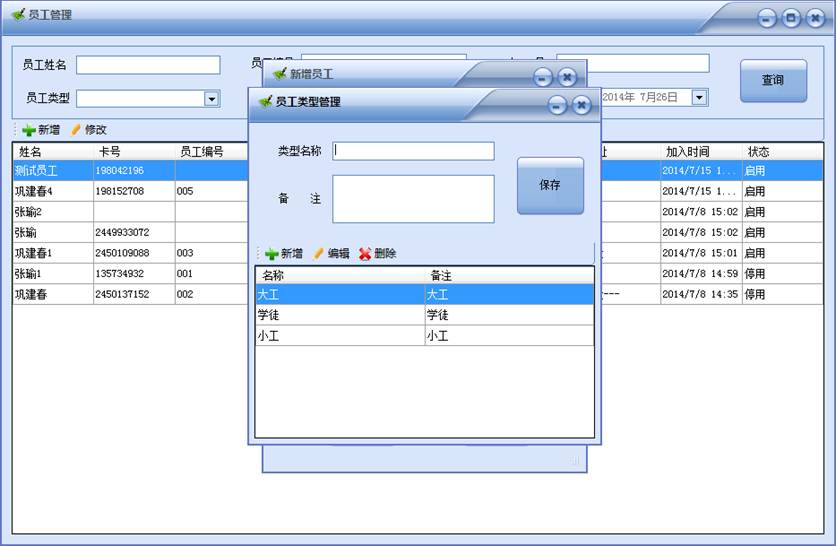 员工管理
员工姓名
员工类型
2014年 7月26日
查询
新增 修改
姓名 卡号 员工编号 加入时间 状态
测试员工 198042196 2014/7/15 1... 启用
巩建春4 198152708 005 2014/7/15 1... 启用
张瑜2 2014/7/8 15:02 启用
张瑜 2449933072 2014/7/8 15:02 启用
巩建春1 2450109088 003 2014/7/8 15:01 启用
张瑜1 135734932 001 2014/7/8 14:59 停用
巩建春 2450137152 002 --- 2014/7/8 14:35 停用
新增员工
员工类型管理
类型名称
备 注
保存
新增 编辑 删除
名称 备注
大工 大工
学徒 学徒
小工 小工